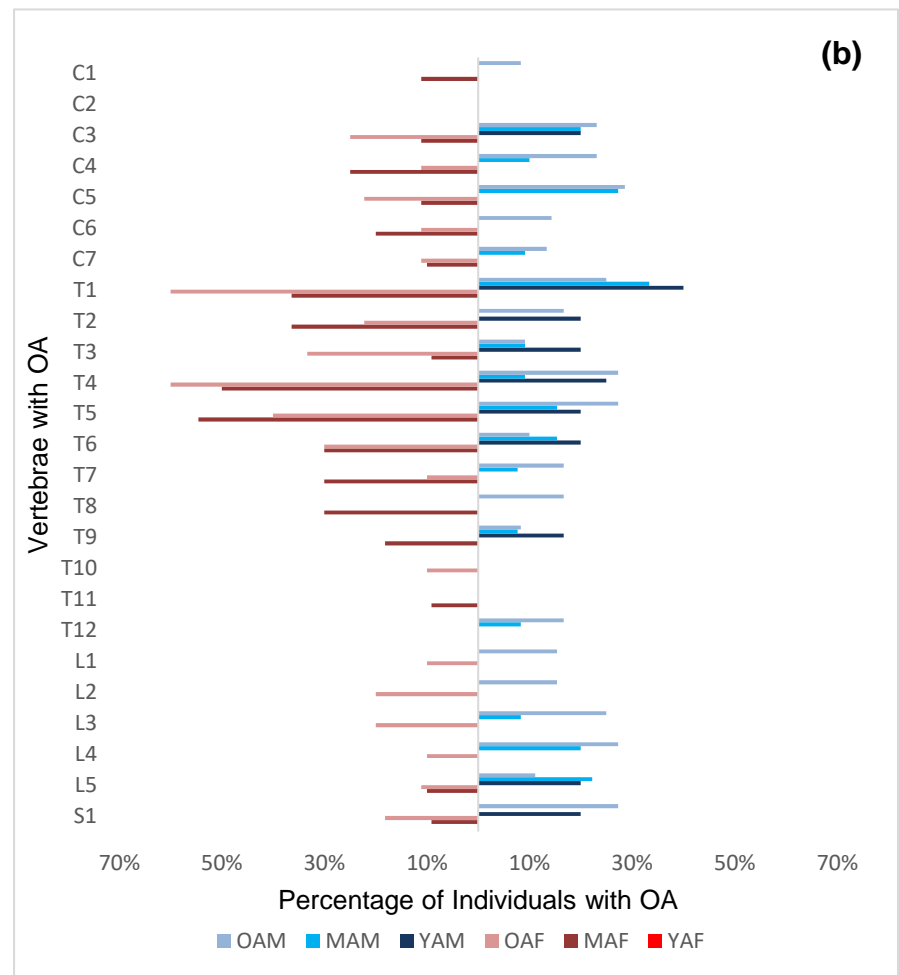 (b)
Vertebrae with OA
C1
C2
C3
C4
C5
C6
C7
T1
T2
T3
T4
T5
T6
T7
T8
T9
T10
T11
T12
L1
L2
L3
L4
L5
S1
70% 50% 30% 10% 10% 30% 50% 70%
Percentage of Individuals with OA
OAM MAM YAM OAF MAF YAF